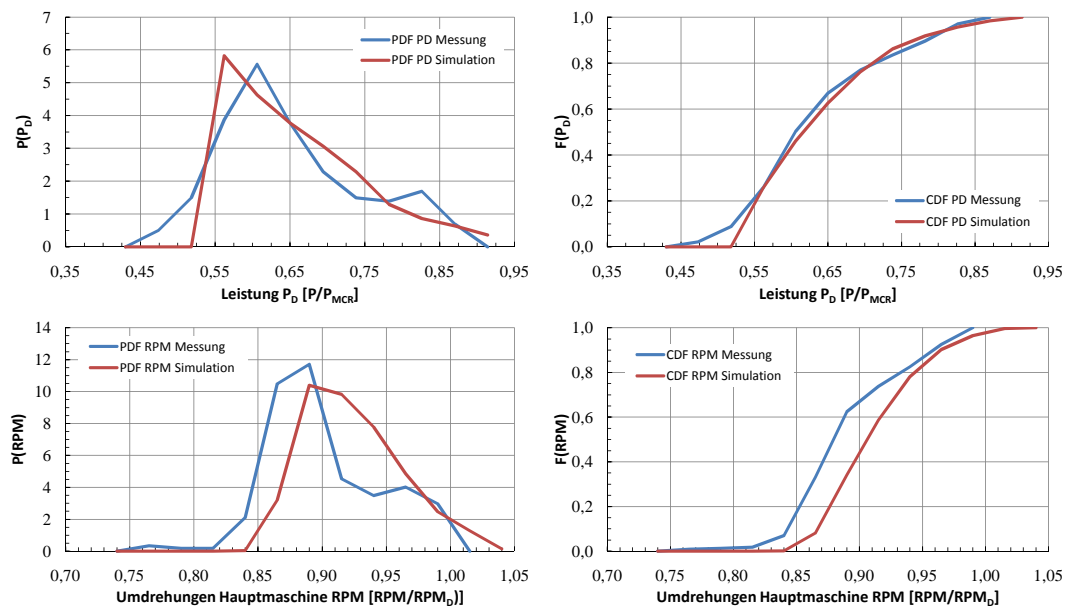 7
6
5
4
3
2
1
0
P(P_D)
PDF PD Messung
PDF PD Simulation
0,35 0,45 0,55 0,65 0,75 0,85 0,95
Leistung P_D [P/P_MCR]
1,0
0,8
0,6
0,4
0,2
0,0
F(P_D)
CDF PD Messung
CDF PD Simulation
0,35 0,45 0,55 0,65 0,75 0,85 0,95
Leistung P_D [P/P_MCR]
14
12
10
8
6
4
2
0
P(RPM)
PDF RPM Messung
PDF RPM Simulation
0,70 0,75 0,80 0,85 0,90 0,95 1,00 1,05
Umdrehungen Hauptmaschine RPM [RPM/RPM_D)]
1,0
0,8
0,6
0,4
0,2
0,0
F(RPM)
CDF RPM Messung
CDF RPM Simulation
0,70 0,75 0,80 0,85 0,90 0,95 1,00 1,05
Umdrehungen Hauptmaschine RPM [RPM/RPM_D]